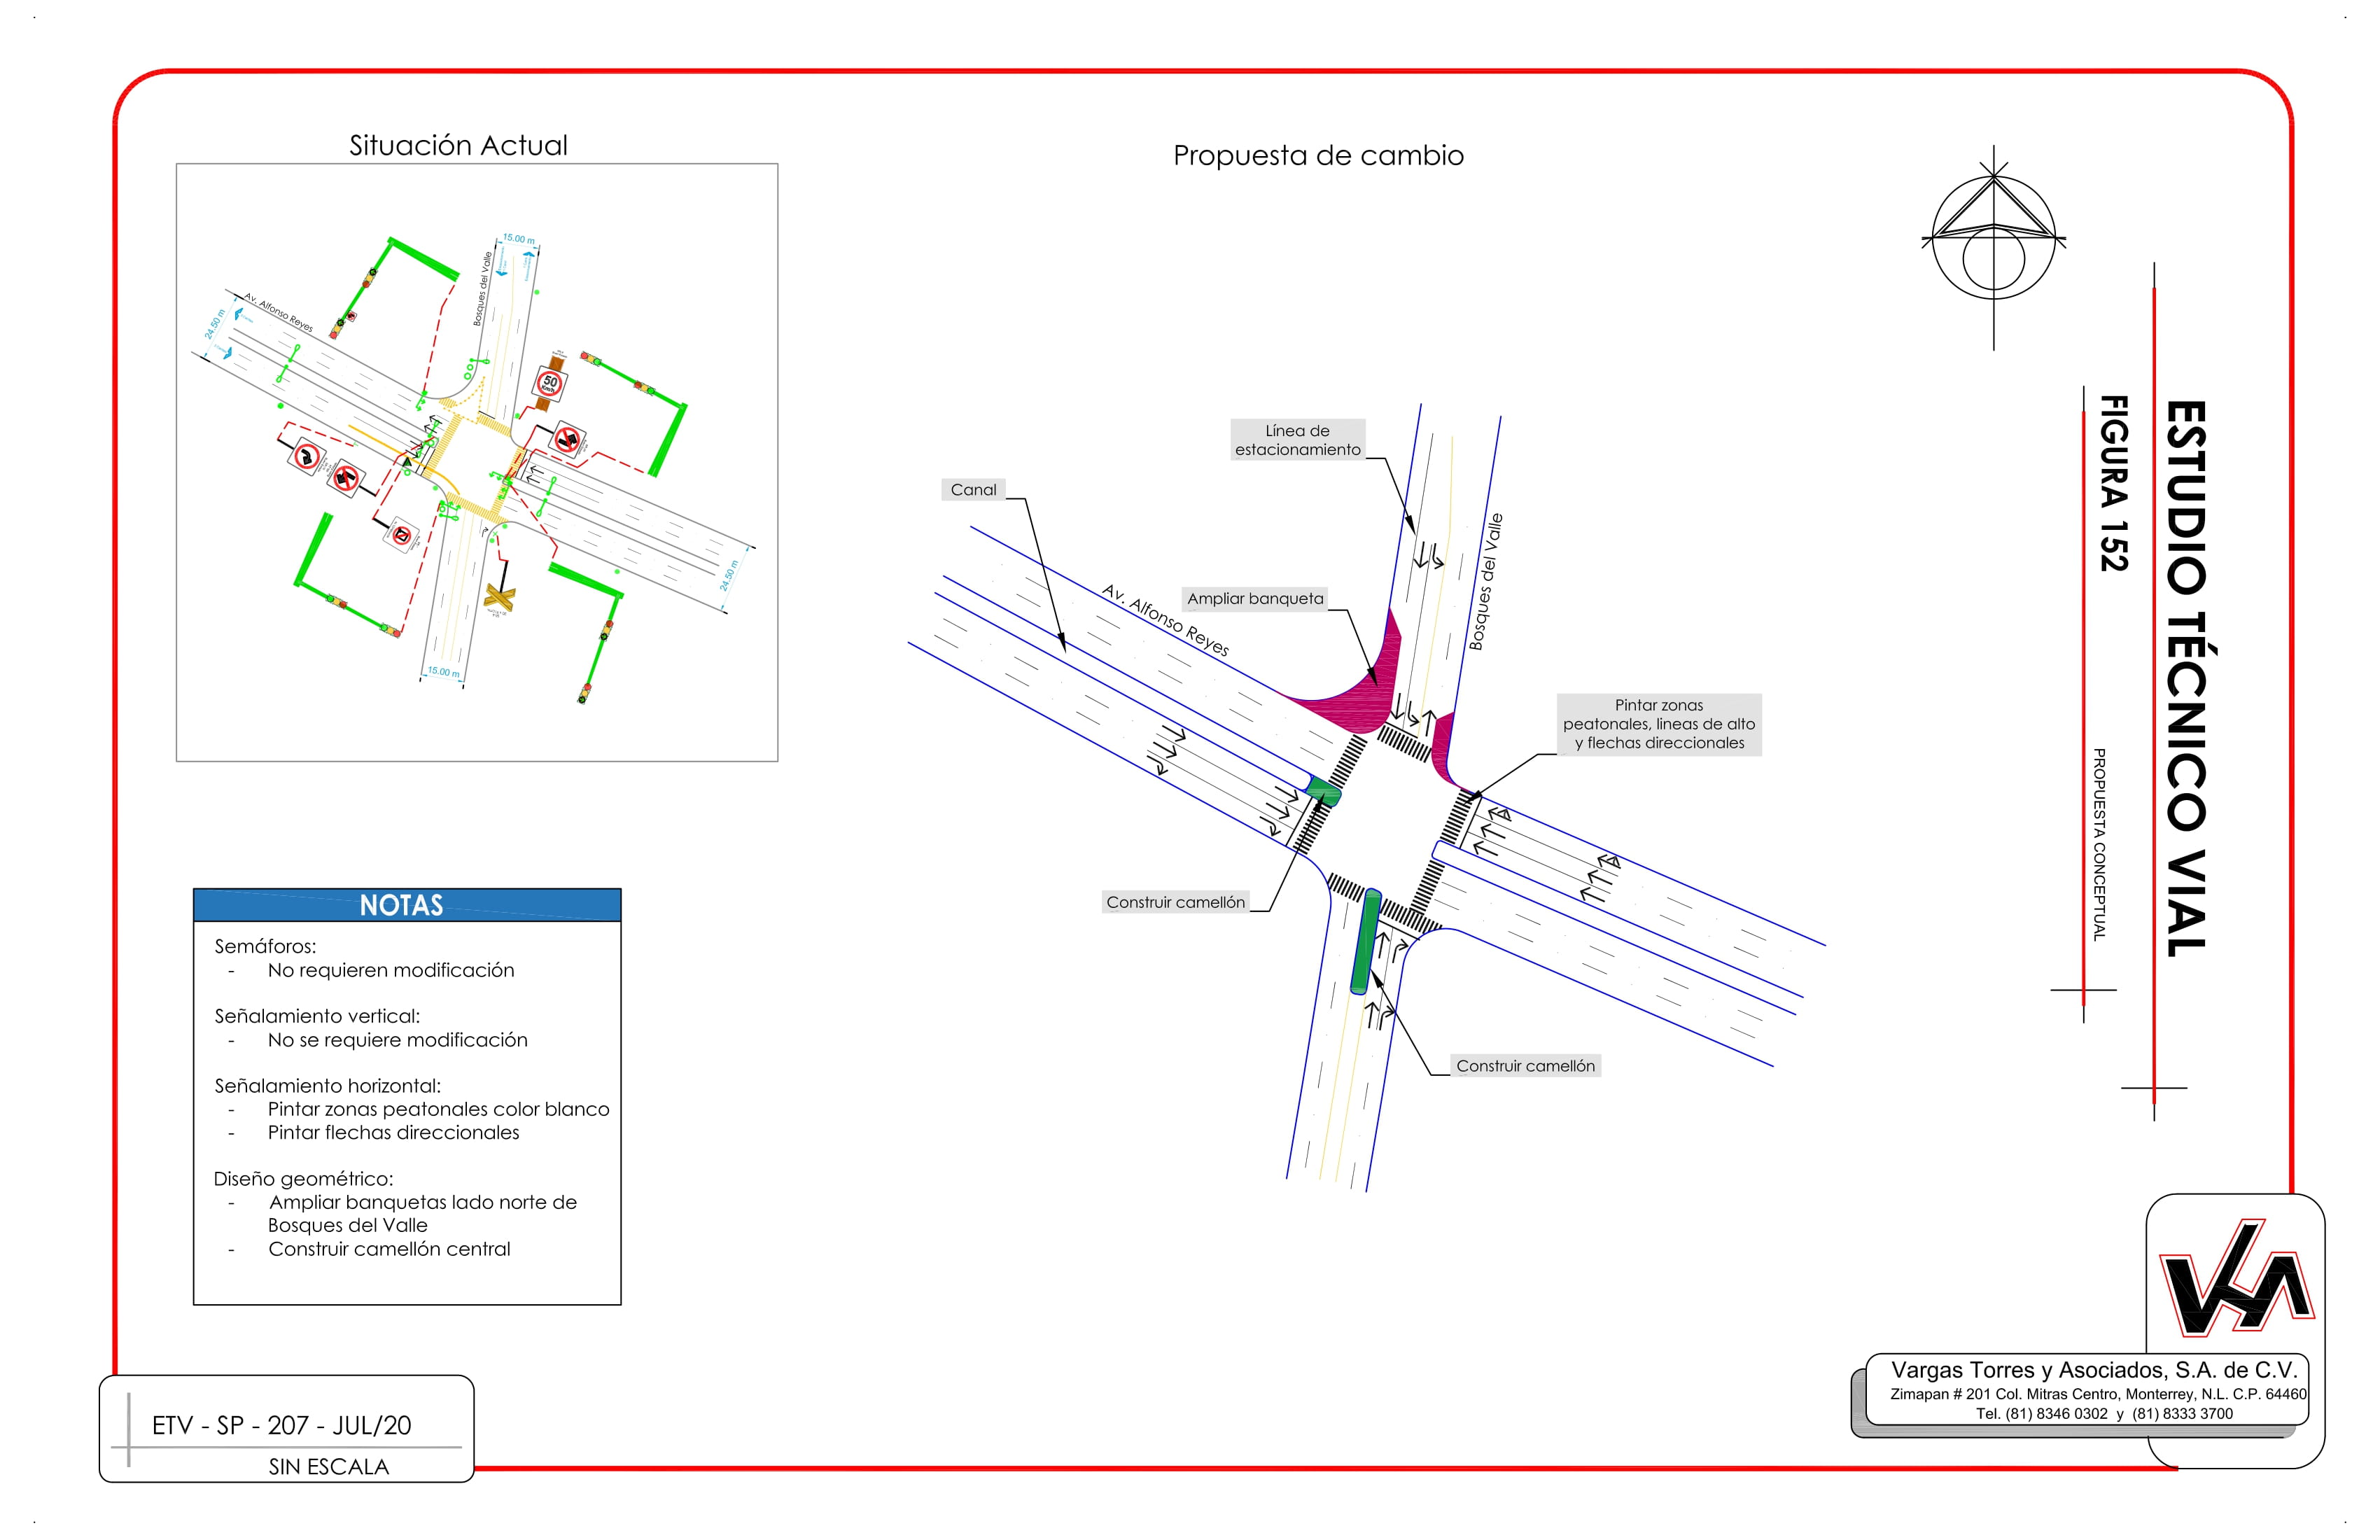 Situación Actual
15.00 m
Bosques del Valle
Av. Alfonso Reyes
24.50 m
50
Km/h
24.50 m
15.00 m
Propuesta de cambio
Línea de
estacionamiento
Canal
Ampliar banqueta
Av. Alfonso Reyes
Bosques del Valle
Pintar zonas
peatonales, lineas de alto
y flechas direccionales
Construir camellón
Construir camellón
NOTAS
Semáforos:
- No requieren modificación
Señalamiento vertical:
- No se requiere modificación
Señalamiento horizontal:
- Pintar zonas peatonales color blanco
- Pintar flechas direccionales
Diseño geométrico:
- Ampliar banquetas lado norte de
Bosques del Valle
- Construir camellón central
ESTUDIO TÉCNICO VIAL
FIGURA 152
PROPUESTA CONCEPTUAL
ETV - SP - 207 - JUL/20
SIN ESCALA
Vargas Torres y Asociados, S.A. de C.V.
Zimapan # 201 Col. Mitras Centro, Monterrey, N.L. C.P. 64460
Tel. (81) 8346 0302 y (81) 8333 3700